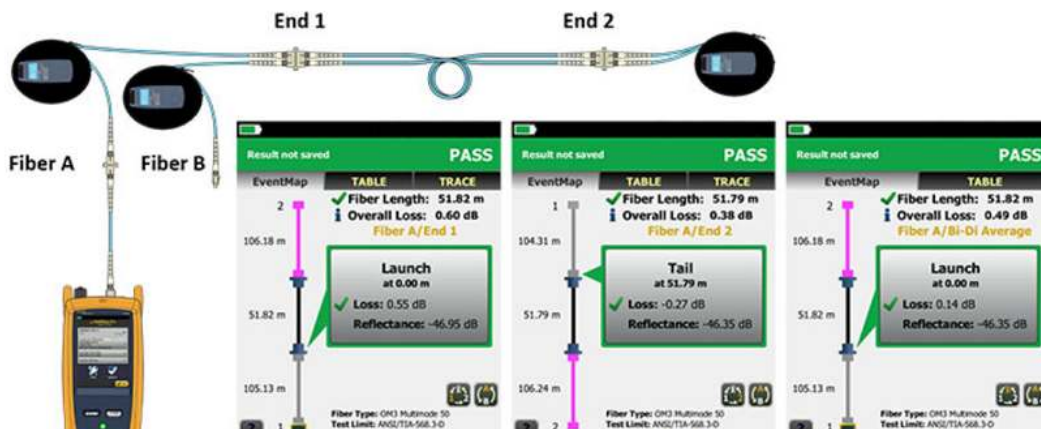 End 1
End 2
Fiber A
Fiber B
Result not saved
PASS
EventMap
TABLE
TRACE
2
Fiber Length: 51.82 m
Overall Loss: 0.60 dB
Fiber A/End 1
106.18 m
Launch
at 0.00 m
Loss: 0.55 dB
Reflectance: -46.95 dB
51.82 m
105.13 m
1
Fiber Type: OM3 Multimode 50
Test Limit: ANSI/TIA-568.3-D
Result not saved
PASS
EventMap
TABLE
TRACE
1
Fiber Length: 51.79 m
Overall Loss: 0.38 dB
Fiber A/End 2
104.31 m
Tail
at 51.79 m
Loss: -0.27 dB
Reflectance: -46.35 dB
51.79 m
106.24 m
2
Fiber Type: OM3 Multimode 50
Test Limit: ANSI/TIA-568.3-D
Result not saved
PASS
EventMap
TABLE
2
Fiber Length: 51.82 m
Overall Loss: 0.49 dB
Fiber A/Bi-Di Average
106.18 m
Launch
at 0.00 m
Loss: 0.14 dB
Reflectance: -46.35 dB
51.82 m
105.13 m
1
Fiber Type: OM3 Multimode 50
Test Limit: ANSI/TIA-568.3-D